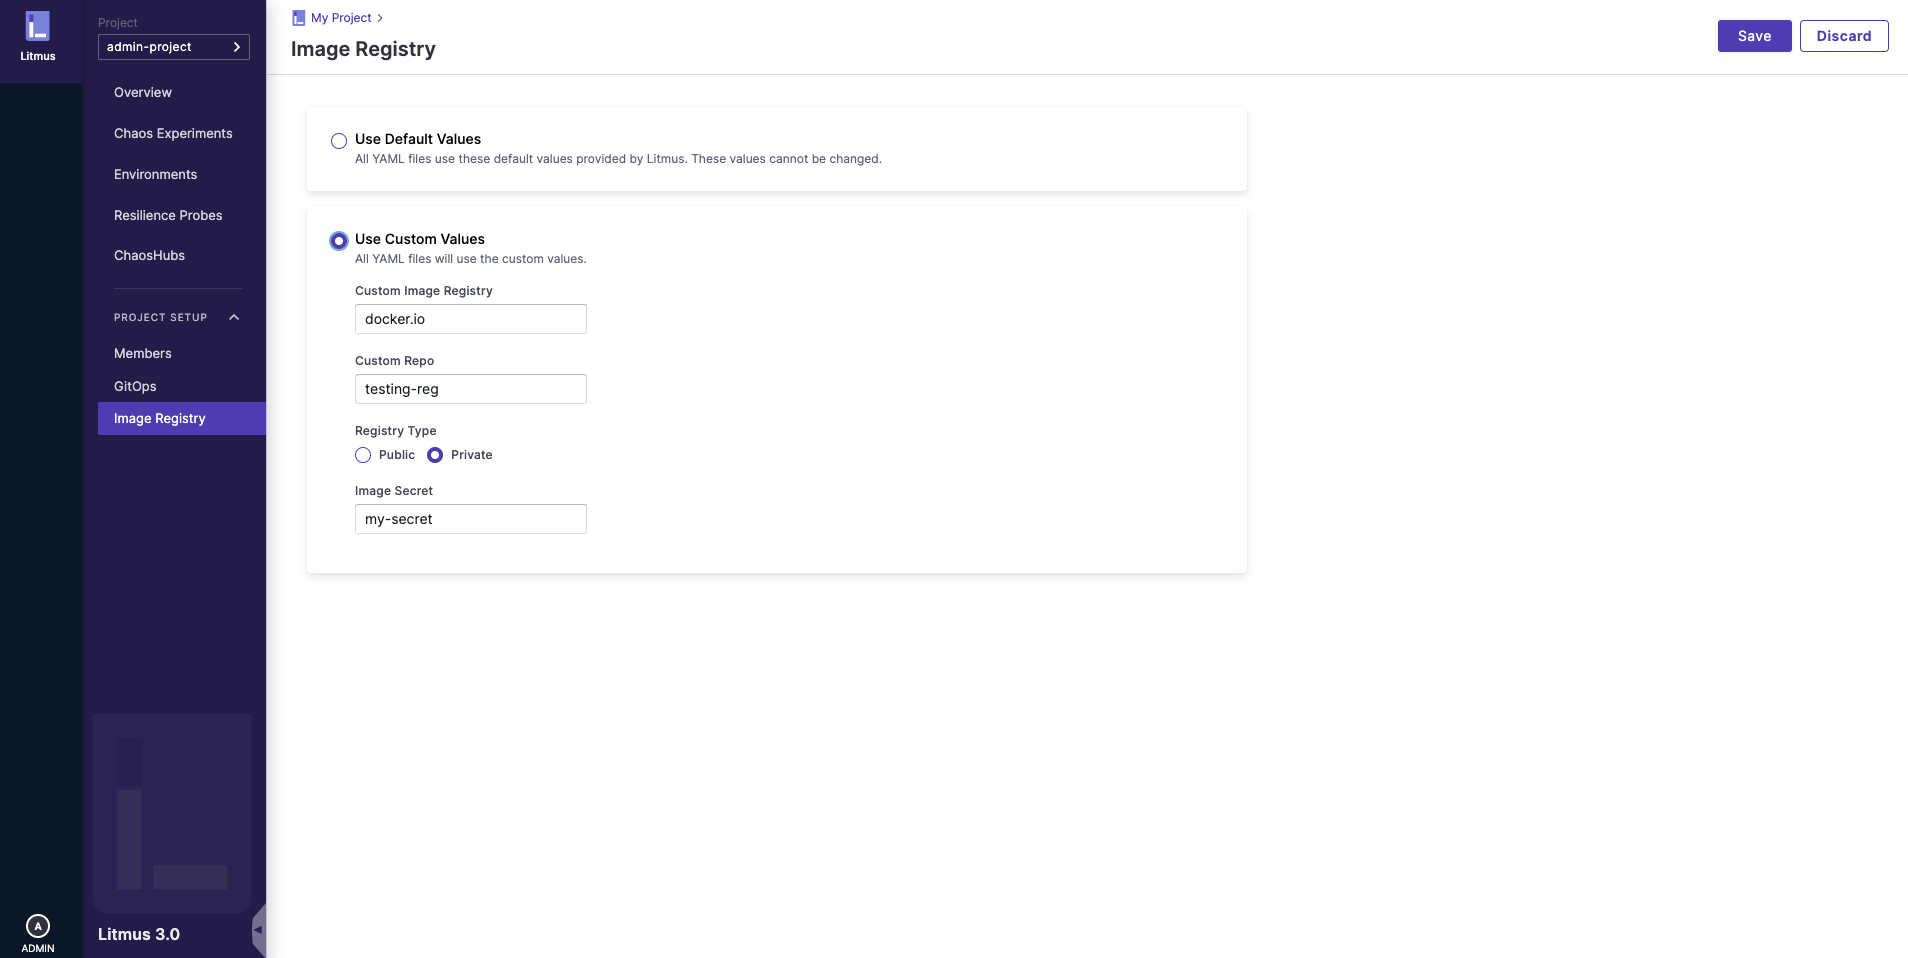 Litmus
Project
admin-project
Overview
Chaos Experiments
Environments
Resilience Probes
ChaosHubs
PROJECT SETUP
Members
GitOps
Image Registry
Litmus 3.0
A
ADMIN
My Project
Image Registry
Save
Discard
Use Default Values
All YAML files use these default values provided by Litmus. These values cannot be changed.
Use Custom Values
All YAML files will use the custom values.
Custom Image Registry
docker.io
Custom Repo
testing-reg
Registry Type
Public Private
Image Secret
my-secret